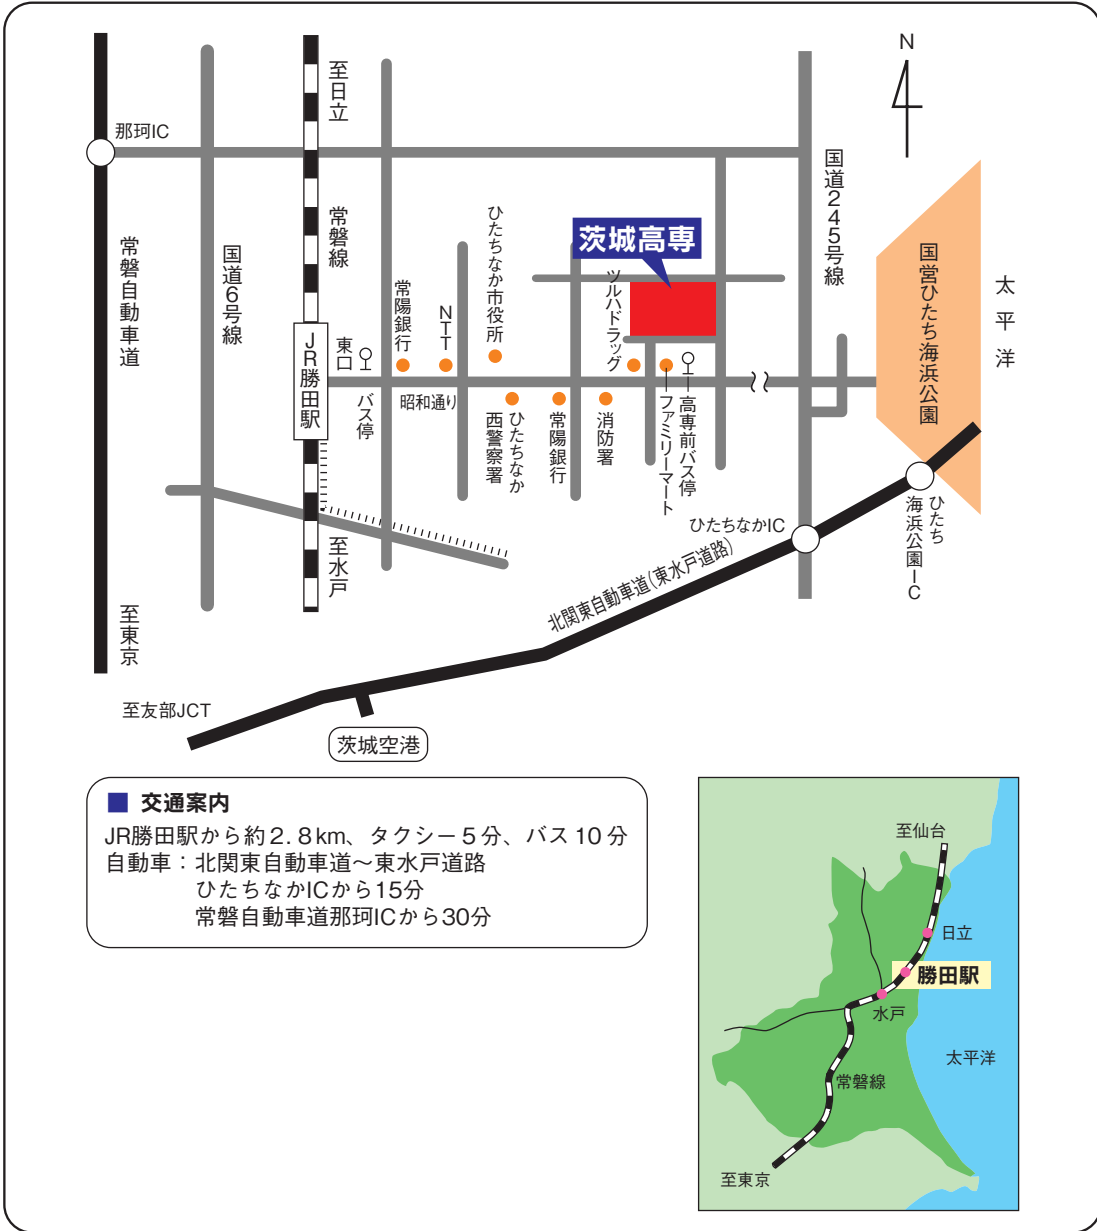 N
至日立
那珂IC
常磐自動車道
国道6号線
常磐線
ひたちなか市役所
茨城高専
国道245号線
国営ひたち海浜公園
太平洋
常陽銀行
NTT
ツルハドラッグ
JR勝田駅
東口
バス停
昭和通り
ひたちなか
西警察署
常陽銀行
消防署
ファミリーマート
高専前バス停
ひたちなかIC
ひたち
海浜公園IC
至水戸
北関東自動車道(東水戸道路)
至東京
至友部JCT
茨城空港
■ 交通案内
JR勝田駅から約2.8km、タクシー5分、バス10分
自動車：北関東自動車道～東水戸道路
ひたちなかICから15分
常磐自動車道那珂ICから30分
至仙台
日立
勝田駅
水戸
太平洋
常磐線
至東京